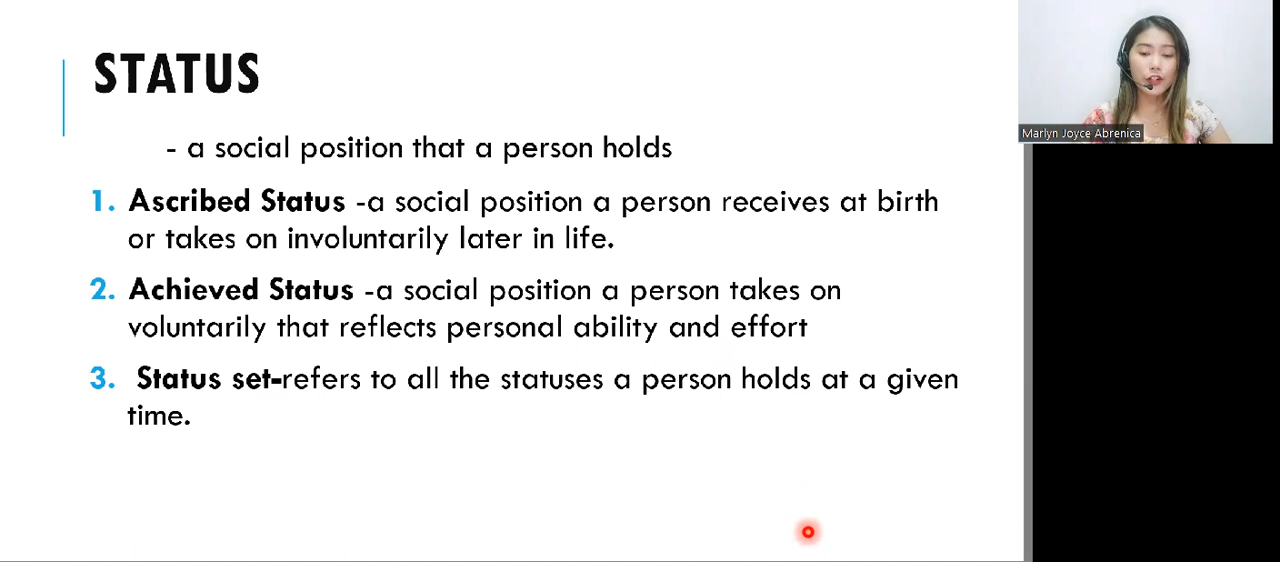 STATUS
- a social position that a person holds
1. Ascribed Status -a social position a person receives at birth
or takes on involuntarily later in life.
2. Achieved Status -a social position a person takes on
voluntarily that reflects personal ability and effort
3. Status set-refers to all the statuses a person holds at a given
time.
Marlyn Joyce Abrenica